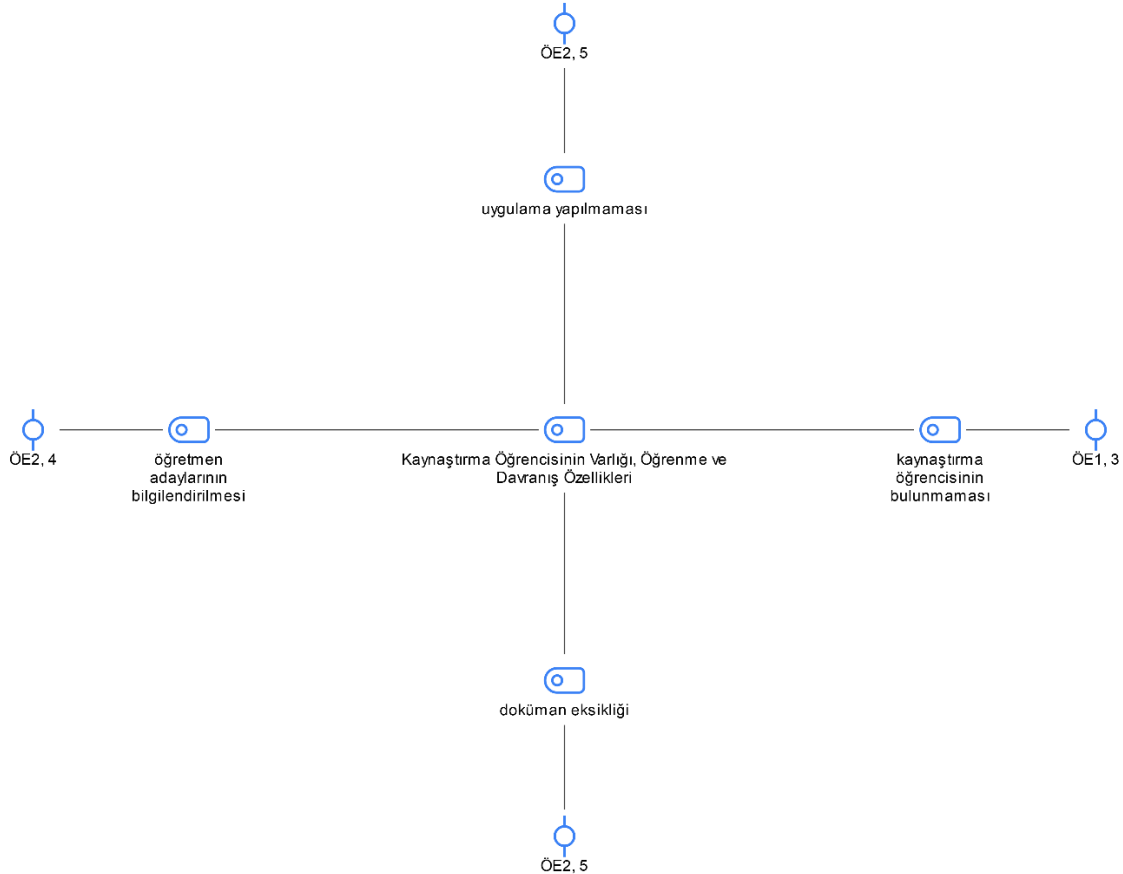 ÖE2, 5
uygulama yapılmaması
ÖE2, 4
öğretmen
adaylarının
bilgilendirilmesi
Kaynaştırma Öğrencisinin Varlığı, Öğrenme ve
Davranış Özellikleri
kaynaştırma
öğrencisinin
bulunmaması
ÖE1, 3
doküman eksikliği
ÖE2, 5